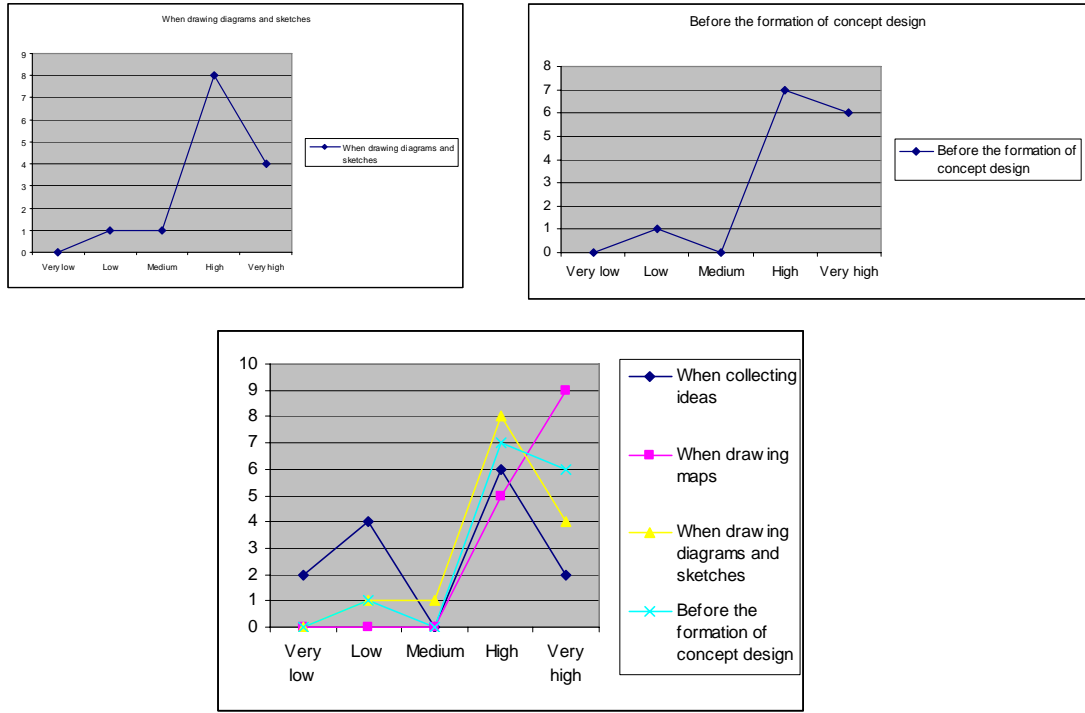 When drawing diagrams and sketches
9
8
7
6
5
4
3
2
1
0
Very low Low Medium High Very high
When drawing diagrams and
sketches
Before the formation of concept design
8
7
6
5
4
3
2
1
0
Very low Low Medium High Very high
Before the formation of
concept design
10
9
8
7
6
5
4
3
2
1
0
Very Low Medium High Very
low high
When collecting
ideas
When drawing
maps
When drawing
diagrams and
sketches
Before the
formation of
concept design